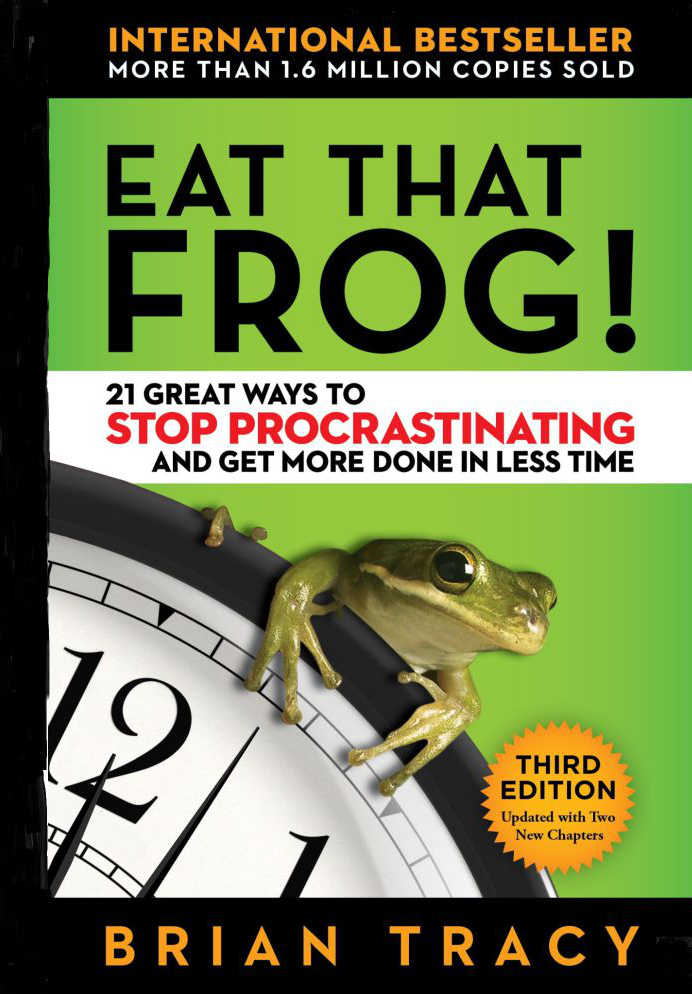 INTERNATIONAL BESTSELLER
MORE THAN 1.6 MILLION COPIES SOLD
EAT THAT
FROG!
21 GREAT WAYS TO
STOP PROCRASTINATING
AND GET MORE DONE IN LESS TIME
12
1
THIRD
EDITION
Updated with Two
New Chapters
BRIAN TRACY